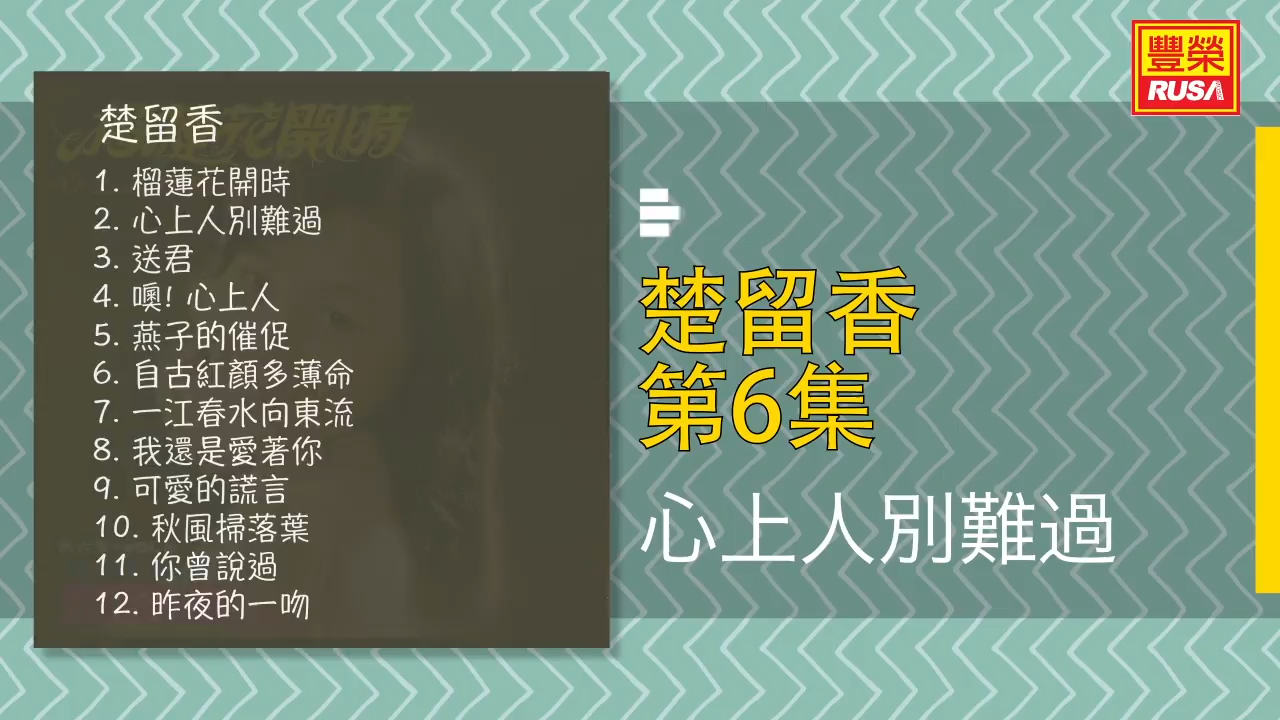 豐榮
RUSA
楚留香
花開時
1. 榴蓮花開時
2. 心上人別難過
3. 送君
4. 噢! 心上人
5. 燕子的催促
6. 自古紅顏多薄命
7. 一江春水向東流
8. 我還是愛著你
9. 可愛的謊言
10. 秋風掃落葉
11. 你曾說過
12. 昨夜的一吻
楚留香
第6集
心上人別難過